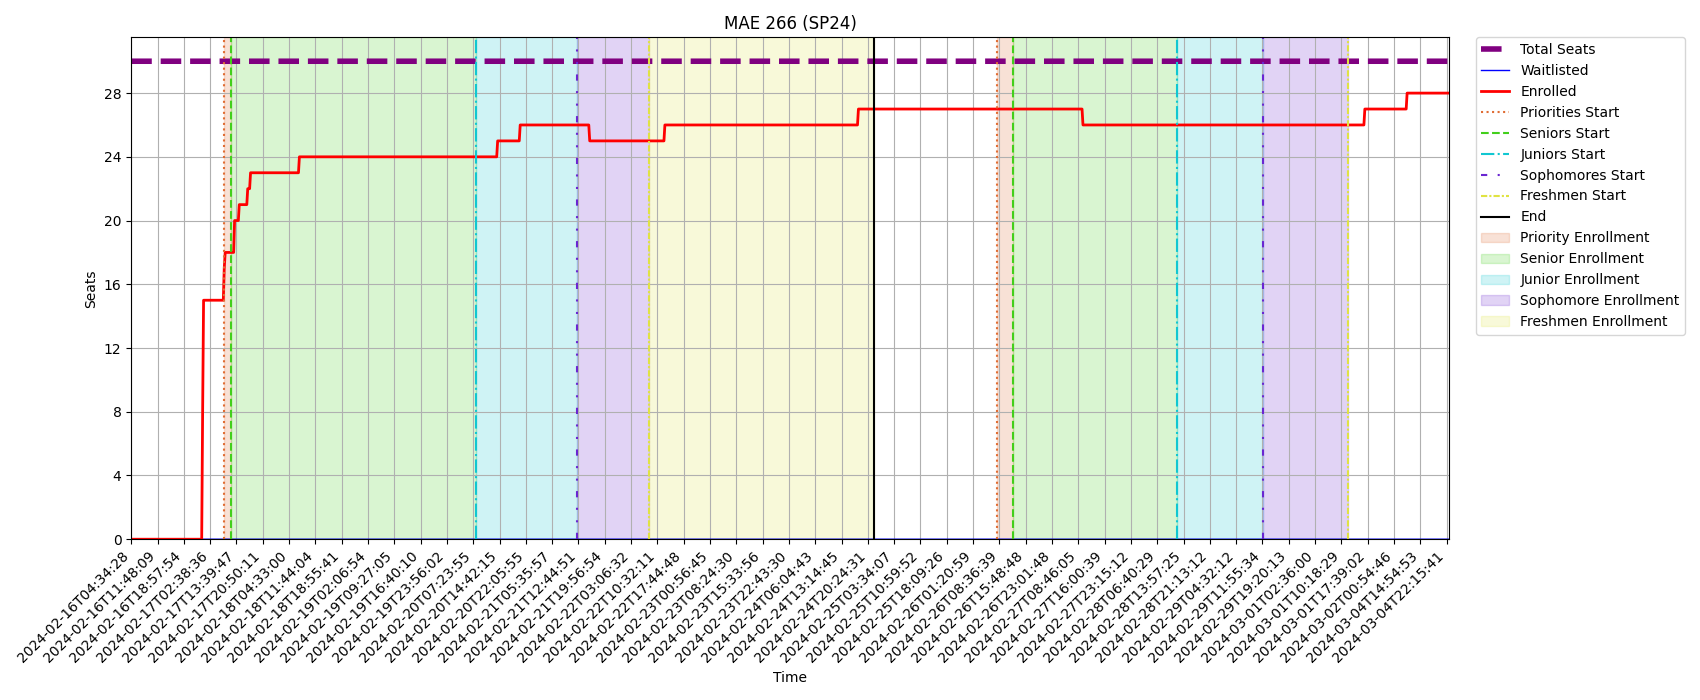 MAE 266 (SP24)
Seats
28
24
20
16
12
8
4
0
2024-02-16T04:34:28
2024-02-16T11:48:09
2024-02-16T18:57:54
2024-02-17T02:38:36
2024-02-17T13:39:47
2024-02-17T20:50:11
2024-02-18T04:33:00
2024-02-18T11:44:04
2024-02-18T18:55:41
2024-02-19T02:06:54
2024-02-19T09:27:05
2024-02-19T16:40:10
2024-02-19T23:56:02
2024-02-20T07:23:55
2024-02-20T14:42:15
2024-02-20T22:05:55
2024-02-21T05:35:57
2024-02-21T12:44:51
2024-02-21T19:56:54
2024-02-22T03:06:32
2024-02-22T10:32:11
2024-02-22T17:44:48
2024-02-23T00:56:45
2024-02-23T08:24:30
2024-02-23T15:33:56
2024-02-23T22:43:30
2024-02-24T06:04:43
2024-02-24T13:14:45
2024-02-24T20:24:31
2024-02-25T03:34:07
2024-02-25T10:59:52
2024-02-25T18:09:26
2024-02-26T01:20:59
2024-02-26T08:36:39
2024-02-26T15:48:48
2024-02-26T23:01:48
2024-02-27T08:46:05
2024-02-27T16:00:39
2024-02-27T23:15:12
2024-02-28T06:40:29
2024-02-28T13:57:25
2024-02-28T21:13:12
2024-02-29T04:32:12
2024-02-29T11:55:34
2024-02-29T19:20:13
2024-03-01T02:36:00
2024-03-01T10:18:29
2024-03-01T17:39:02
2024-03-02T00:54:46
2024-03-04T14:54:53
2024-03-04T22:15:41
Time
Total Seats
Waitlisted
Enrolled
Priorities Start
Seniors Start
Juniors Start
Sophomores Start
Freshmen Start
End
Priority Enrollment
Senior Enrollment
Junior Enrollment
Sophomore Enrollment
Freshmen Enrollment